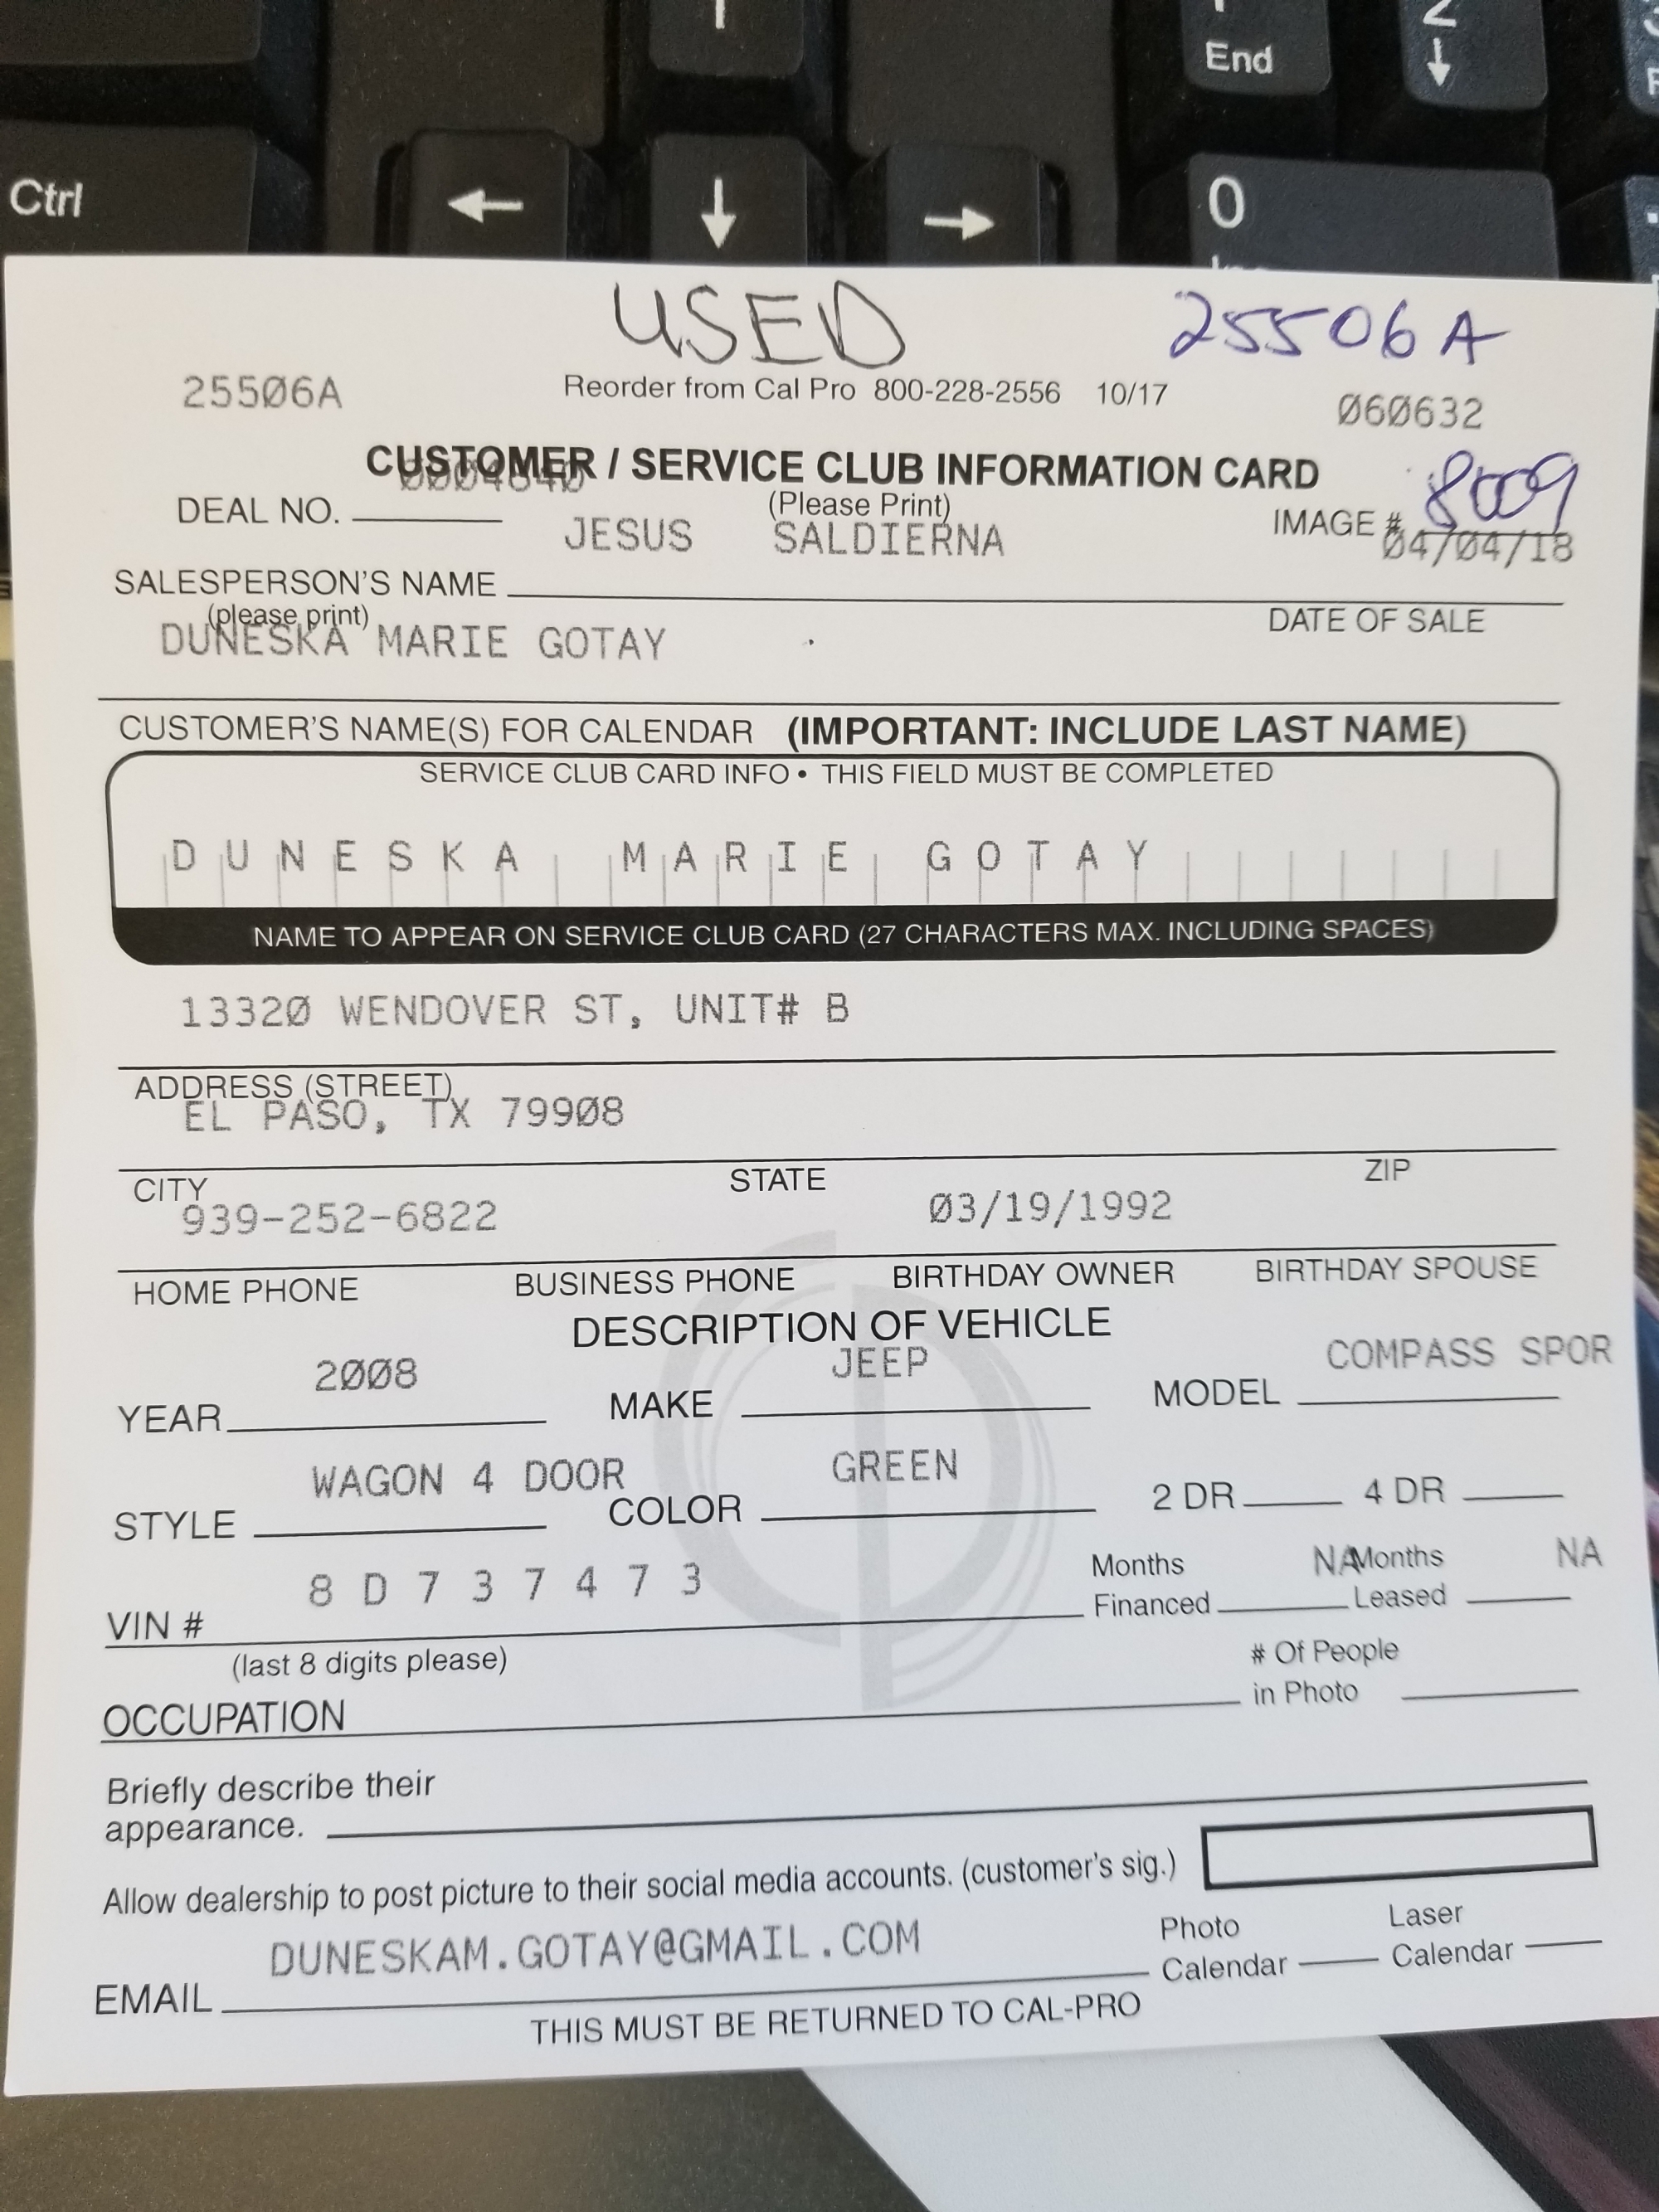 End
2
Ctrl
0
USED
25506A
25506A
Reorder from Cal Pro 800-228-2556 10/17
060632
CUSTOMER / SERVICE CLUB INFORMATION CARD
DEAL NO.
(Please Print)
IMAGE # 8009
JESUS SALDIERNA
04/04/18
SALESPERSON'S NAME
(please print)
DATE OF SALE
DUNESKA MARIE GOTAY
CUSTOMER'S NAME(S) FOR CALENDAR (IMPORTANT: INCLUDE LAST NAME)
SERVICE CLUB CARD INFO • THIS FIELD MUST BE COMPLETED
DUNESKA MARIE GOTAY
NAME TO APPEAR ON SERVICE CLUB CARD (27 CHARACTERS MAX. INCLUDING SPACES)
13320 WENDOVER ST, UNIT# B
ADDRESS (STREET)
EL PASO, TX 79908
CITY STATE ZIP
939-252-6822 03/19/1992
HOME PHONE BUSINESS PHONE BIRTHDAY OWNER BIRTHDAY SPOUSE
DESCRIPTION OF VEHICLE
YEAR 2008 MAKE JEEP MODEL COMPASS SPOR
STYLE WAGON 4 DOOR COLOR GREEN 2 DR 4 DR
VIN # 8D737473 Months Financed NA Months Leased NA
(last 8 digits please)
# Of People
in Photo
OCCUPATION
Briefly describe their
appearance.
Allow dealership to post picture to their social media accounts. (customer's sig.)
EMAIL DUNESKAM.GOTAY@GMAIL.COM Photo Calendar Laser Calendar
THIS MUST BE RETURNED TO CAL-PRO